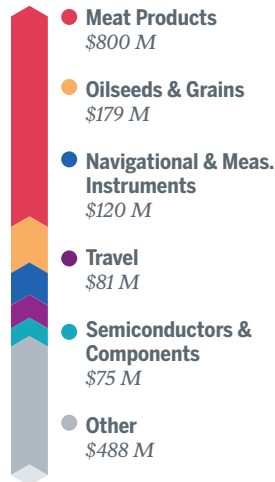 Meat Products
$800 M
Oilseeds & Grains
$179 M
Navigational & Meas.
Instruments
$120 M
Travel
$81 M
Semiconductors &
Components
$75 M
Other
$488 M